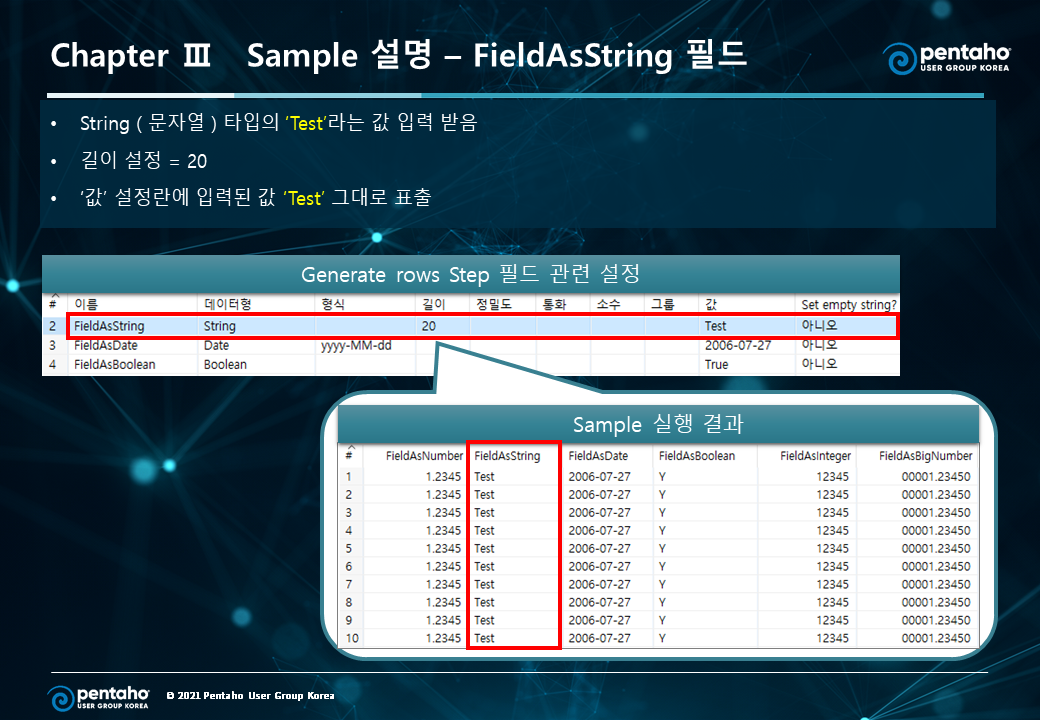 Chapter Ⅲ Sample 설명 – FieldAsString 필드
pentaho
USER GROUP KOREA
• String ( 문자열 ) 타입의 ‘Test’라는 값 입력 받음
• 길이 설정 = 20
• ‘값’ 설정란에 입력된 값 ‘Test’ 그대로 표출
Generate rows Step 필드 관련 설정
# 이름 데이터형 형식 길이 정밀도 통화 소수 그룹 값 Set empty string?
2 FieldAsString String 20 Test 아니오
3 FieldAsDate Date yyyy-MM-dd 2006-07-27 아니오
4 FieldAsBoolean Boolean True 아니오
Sample 실행 결과
# FieldAsNumber FieldAsString FieldAsDate FieldAsBoolean FieldAsInteger FieldAsBigNumber
1 1.2345 Test 2006-07-27 Y 12345 00001.23450
2 1.2345 Test 2006-07-27 Y 12345 00001.23450
3 1.2345 Test 2006-07-27 Y 12345 00001.23450
4 1.2345 Test 2006-07-27 Y 12345 00001.23450
5 1.2345 Test 2006-07-27 Y 12345 00001.23450
6 1.2345 Test 2006-07-27 Y 12345 00001.23450
7 1.2345 Test 2006-07-27 Y 12345 00001.23450
8 1.2345 Test 2006-07-27 Y 12345 00001.23450
9 1.2345 Test 2006-07-27 Y 12345 00001.23450
10 1.2345 Test 2006-07-27 Y 12345 00001.23450
pentaho
USER GROUP KOREA
© 2021 Pentaho User Group Korea